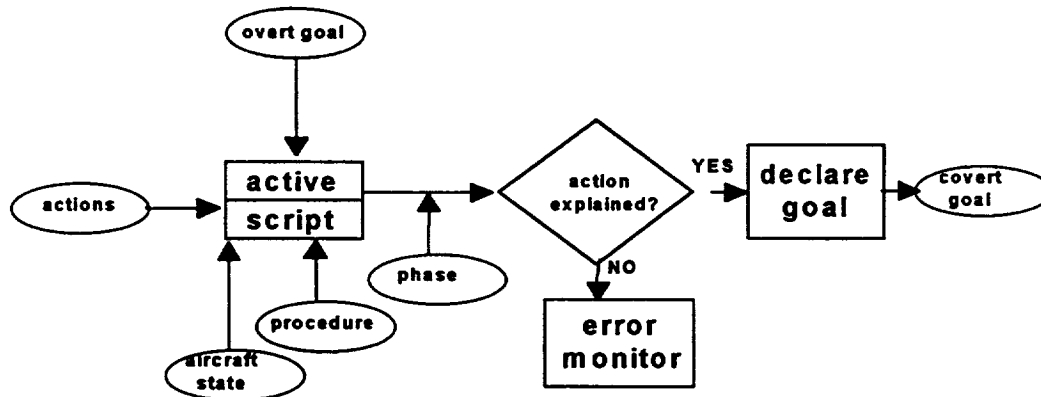 overt goal
active
script
actions
phase
procedure
aircraft
state
action
explained?
YES
NO
declare
goal
covert
goal
error
monitor